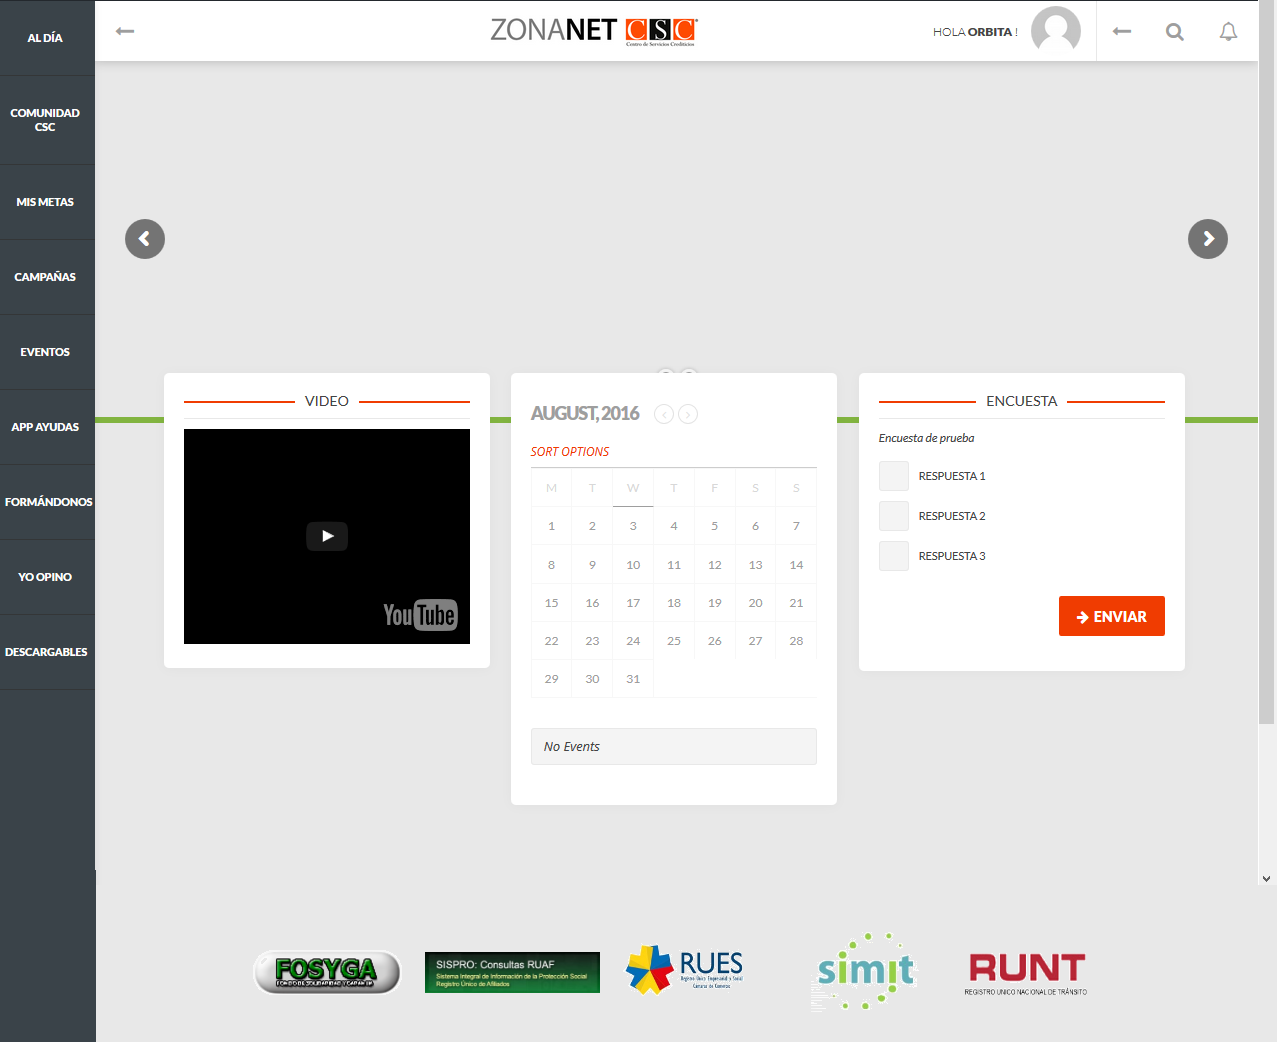 AL DÍA
COMUNIDAD
CSC
MIS METAS
CAMPAÑAS
EVENTOS
APP AYUDAS
FORMÁNDONOS
YO OPINO
DESCARGABLES
ZONANET CSC
Centro de Servicios Crediticios
HOLA ORBITA !
VIDEO
YouTube
AUGUST, 2016
SORT OPTIONS
M T W T F S S
1 2 3 4 5 6 7
8 9 10 11 12 13 14
15 16 17 18 19 20 21
22 23 24 25 26 27 28
29 30 31
No Events
ENCUESTA
Encuesta de prueba
RESPUESTA 1
RESPUESTA 2
RESPUESTA 3
ENVIAR
FOSYGA
FONDO DE SOLIDARIDAD Y GARANTIA
SISPRO: Consultas RUAF
Sistema Integral de Información de la Protección Social
Registro Único de Afiliados
RUES
Registro Único Empresarial y Social
Cámaras de Comercio
simit
RUNT
REGISTRO UNICO NACIONAL DE TRÁNSITO